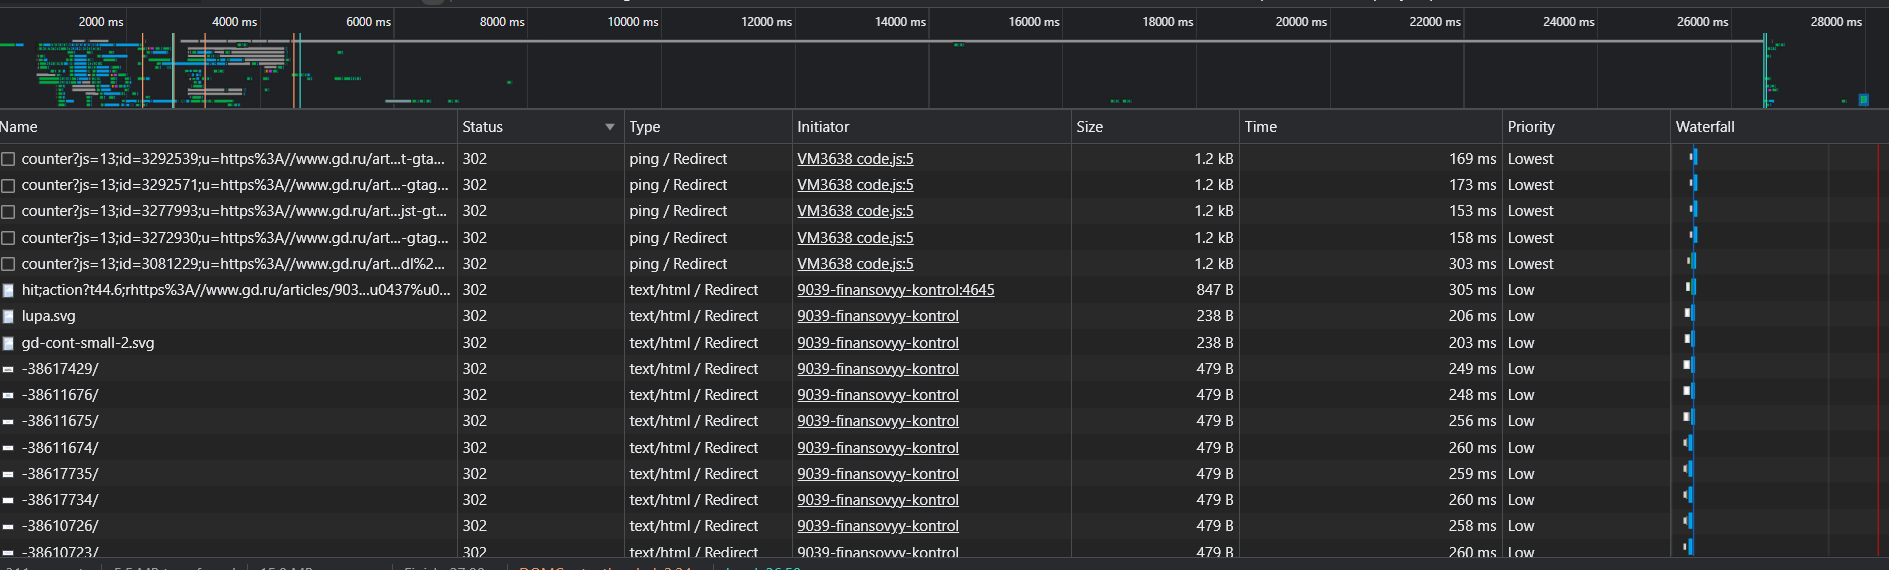 2000 ms 4000 ms 6000 ms 8000 ms 10000 ms 12000 ms 14000 ms 16000 ms 18000 ms 20000 ms 22000 ms 24000 ms 26000 ms 28000 ms
Name Status Type Initiator Size Time Priority Waterfall
counter?js=13;id=3292539;u=https%3A//www.gd.ru/art...t-gta... 302 ping / Redirect VM3638 code.js:5 1.2 kB 169 ms Lowest
counter?js=13;id=3292571;u=https%3A//www.gd.ru/art...-gtag... 302 ping / Redirect VM3638 code.js:5 1.2 kB 173 ms Lowest
counter?js=13;id=3277993;u=https%3A//www.gd.ru/art...jst-gt... 302 ping / Redirect VM3638 code.js:5 1.2 kB 153 ms Lowest
counter?js=13;id=3272930;u=https%3A//www.gd.ru/art...-gtag... 302 ping / Redirect VM3638 code.js:5 1.2 kB 158 ms Lowest
counter?js=13;id=3081229;u=https%3A//www.gd.ru/art...dl%2... 302 ping / Redirect VM3638 code.js:5 1.2 kB 303 ms Lowest
hit;action?t44.6;rhttps%3A//www.gd.ru/articles/903...u0437%u0... 302 text/html / Redirect 9039-finansovyy-kontrol:4645 847 B 305 ms Low
lupa.svg 302 text/html / Redirect 9039-finansovyy-kontrol 238 B 206 ms Low
gd-cont-small-2.svg 302 text/html / Redirect 9039-finansovyy-kontrol 238 B 203 ms Low
-38617429/ 302 text/html / Redirect 9039-finansovyy-kontrol 479 B 249 ms Low
-38611676/ 302 text/html / Redirect 9039-finansovyy-kontrol 479 B 248 ms Low
-38611675/ 302 text/html / Redirect 9039-finansovyy-kontrol 479 B 256 ms Low
-38611674/ 302 text/html / Redirect 9039-finansovyy-kontrol 479 B 260 ms Low
-38617735/ 302 text/html / Redirect 9039-finansovyy-kontrol 479 B 259 ms Low
-38617734/ 302 text/html / Redirect 9039-finansovyy-kontrol 479 B 260 ms Low
-38610726/ 302 text/html / Redirect 9039-finansovyy-kontrol 479 B 258 ms Low
-38610723/ 302 text/html / Redirect 9039-finansovyy-kontrol 479 B 260 ms Low